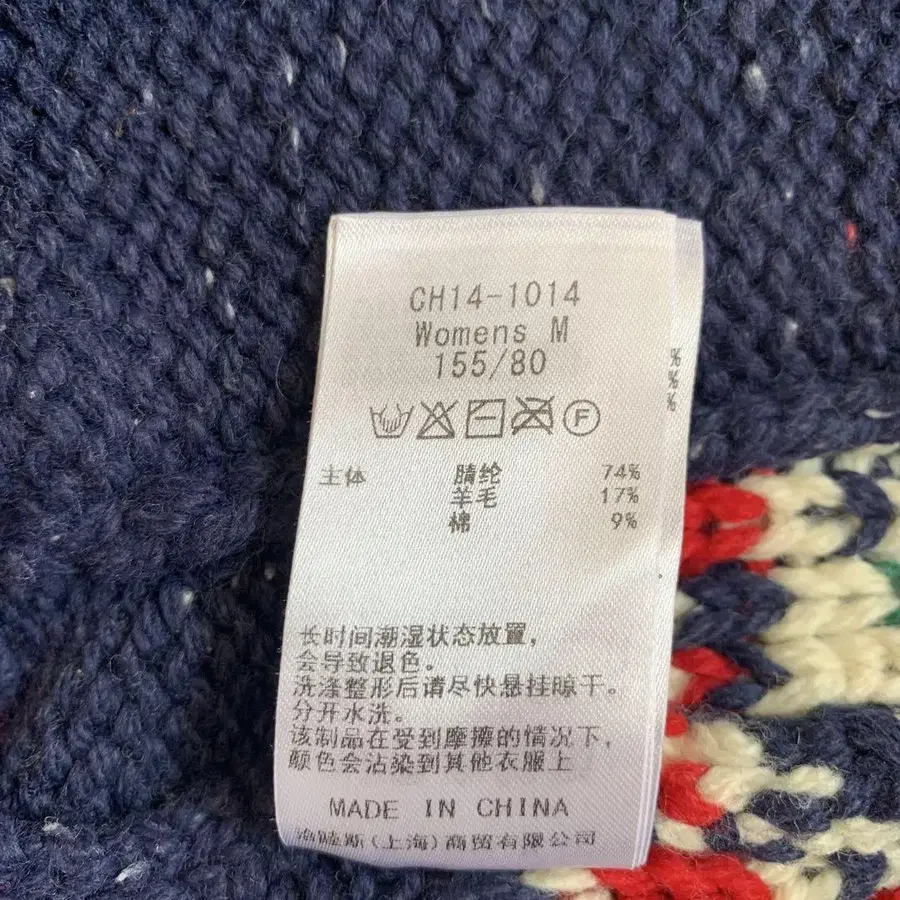 CH14-1014
Womens M
155/80
F
主体 腈纶 74%
羊毛 17%
棉 9%
%
%
%
长时间潮湿状态放置，
会导致退色。
洗涤整形后请尽快悬挂晾干。
分开水洗。
该制品在受到摩擦的情况下，
颜色会沾染到其他衣服上
MADE IN CHINA
睦斯(上海)商贸有限公司